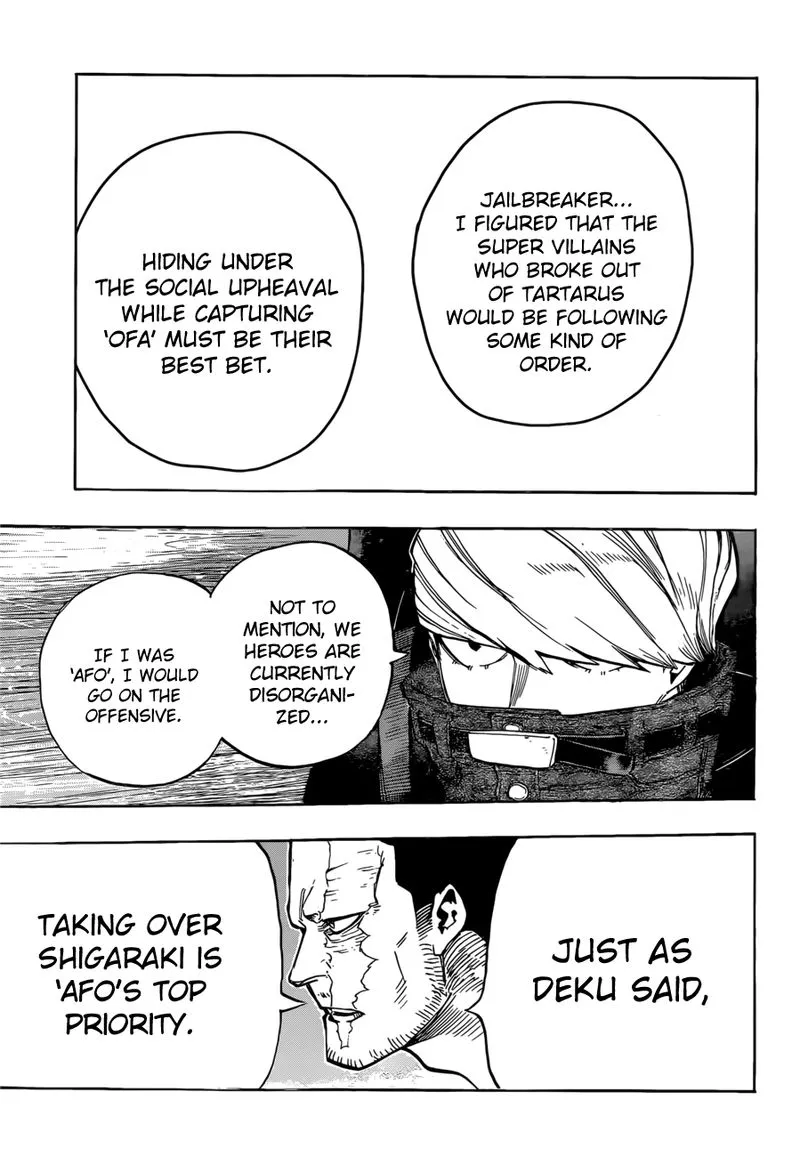 JAILBREAKER...
I FIGURED THAT THE
SUPER VILLAINS
WHO BROKE OUT
OF TARTARUS
WOULD BE FOLLOWING
SOME KIND OF
ORDER.
HIDING UNDER
THE SOCIAL UPHEAVAL
WHILE CAPTURING
'OFA' MUST BE THEIR
BEST BET.
NOT TO
MENTION, WE
HEROES ARE
CURRENTLY
DISORGANI-
ZED...
IF I WAS
'AFO', I WOULD
GO ON THE
OFFENSIVE.
JUST AS
DEKU SAID,
TAKING OVER
SHIGARAKI IS
'AFO'S TOP
PRIORITY.